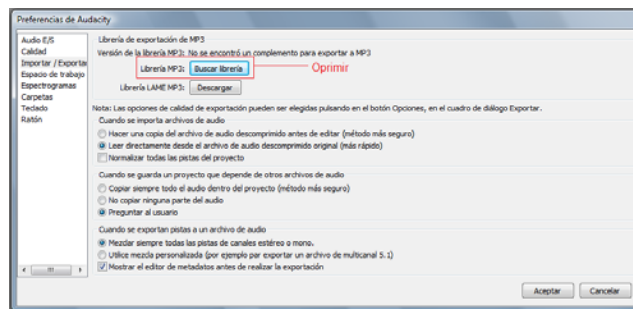 Preferencias de Audacity
Audio E/S
Calidad
Importar / Exportar
Espacio de trabajo
Espectrogramas
Carpetas
Teclado
Ratón
Librería de exportación de MP3
Versión de la librería MP3: No se encontró un complemento para exportar a MP3
Librería MP3: Buscar librería Oprimir
Librería LAME MP3: Descargar
Nota: Las opciones de calidad de exportación pueden ser elegidas pulsando en el botón Opciones, en el cuadro de diálogo Exportar.
Cuando se importa archivos de audio
Hacer una copia del archivo de audio descomprimido antes de editar (método más seguro)
Leer directamente desde el archivo de audio descomprimido original (más rápido)
Normalizar todas las pistas del proyecto
Cuando se guarda un proyecto que depende de otros archivos de audio
Copiar siempre todo el audio dentro del proyecto (método más seguro)
No copiar ninguna parte del audio
Preguntar al usuario
Cuando se exportan pistas a un archivo de audio
Mezclar siempre todas las pistas de canales estéreo o mono.
Utilice mezcla personalizada (por ejemplo par exportar un archivo de multicanal 5.1)
Mostrar el editor de metadatos antes de realizar la exportación
Aceptar Cancelar